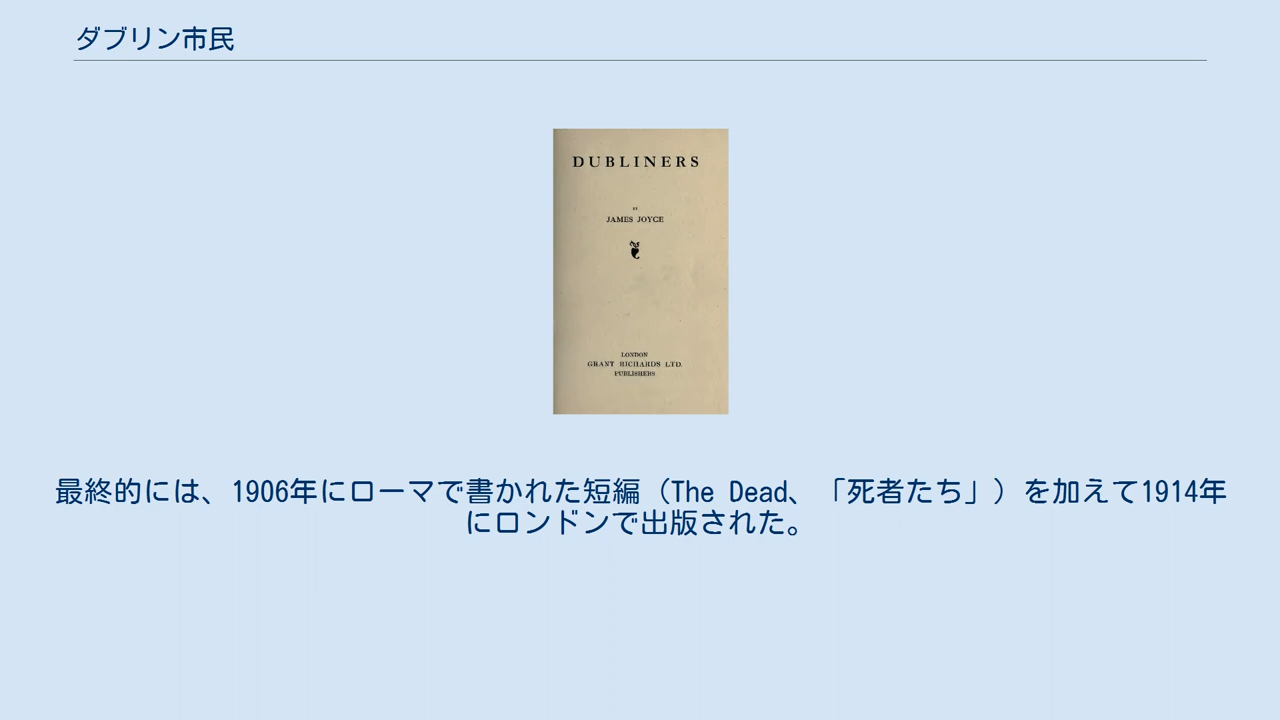 ダブリン市民
DUBLINERS
BY
JAMES JOYCE
LONDON
GRANT RICHARDS LTD.
PUBLISHERS
最終的には、1906年にローマで書かれた短編（The Dead、「死者たち」）を加えて1914年
にロンドンで出版された。